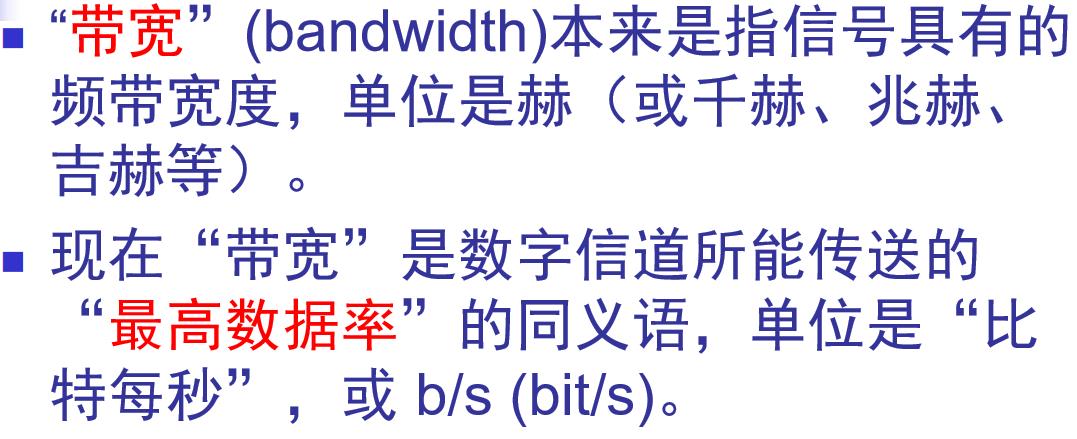 “带宽”(bandwidth)本来是指信号具有的
频带宽度，单位是赫（或千赫、兆赫、
吉赫等）。
现在“带宽”是数字信道所能传送的
“最高数据率”的同义语，单位是“比
特每秒”，或 b/s (bit/s)。